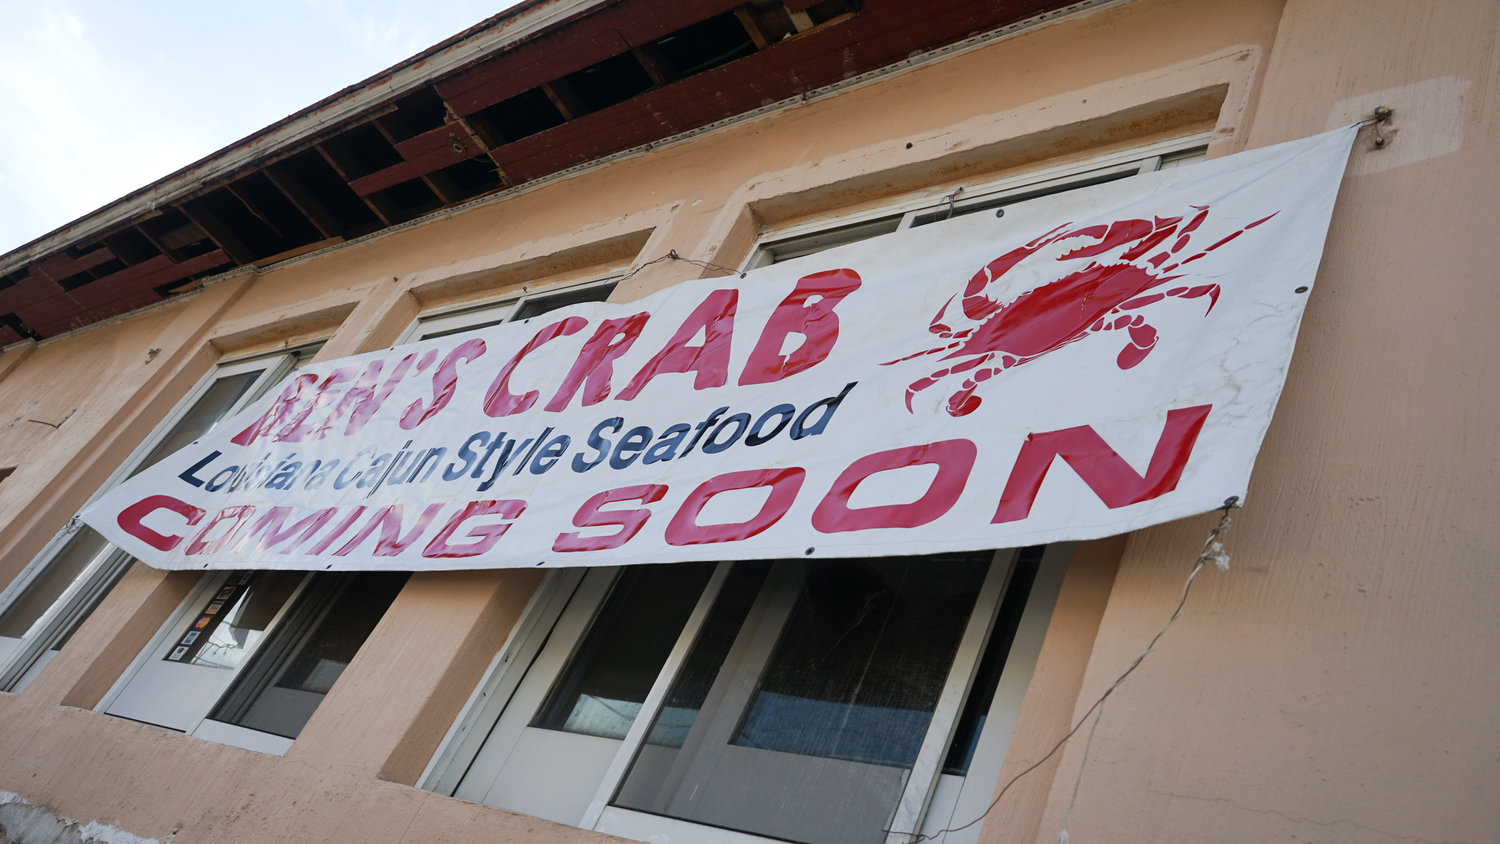 BEN'S CRAB
Louisiana Cajun Style Seafood
COMING SOON